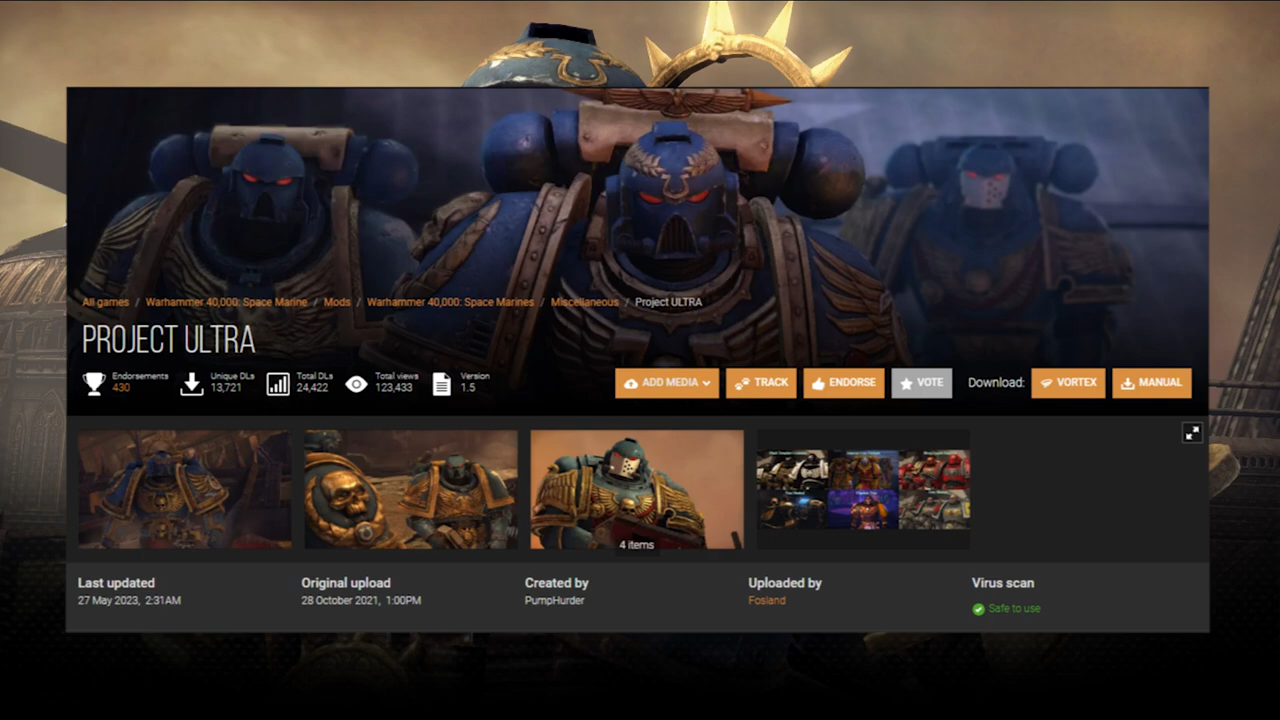 All games / Warhammer 40,000: Space Marine / Mods / Warhammer 40,000: Space Marines / Miscellaneous / Project ULTRA
PROJECT ULTRA
Endorsements
430
Unique DLs
13,721
Total DLs
24,422
Total views
123,433
Version
1.5
ADD MEDIA
TRACK
ENDORSE
VOTE
Download:
VORTEX
MANUAL
4 items
Last updated
27 May 2023, 2:31AM
Original upload
28 October 2021, 1:00PM
Created by
PumpHurder
Uploaded by
Fosland
Virus scan
Safe to use